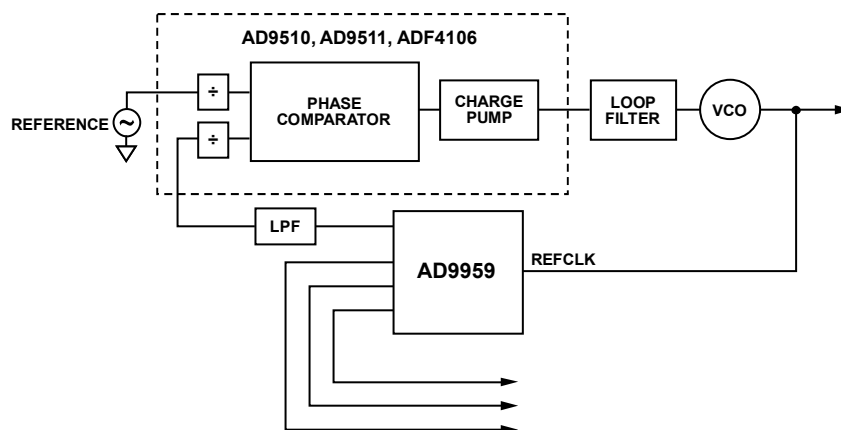 AD9510, AD9511, ADF4106
REFERENCE
~
÷
÷
PHASE
COMPARATOR
CHARGE
PUMP
LOOP
FILTER
VCO
LPF
AD9959
REFCLK